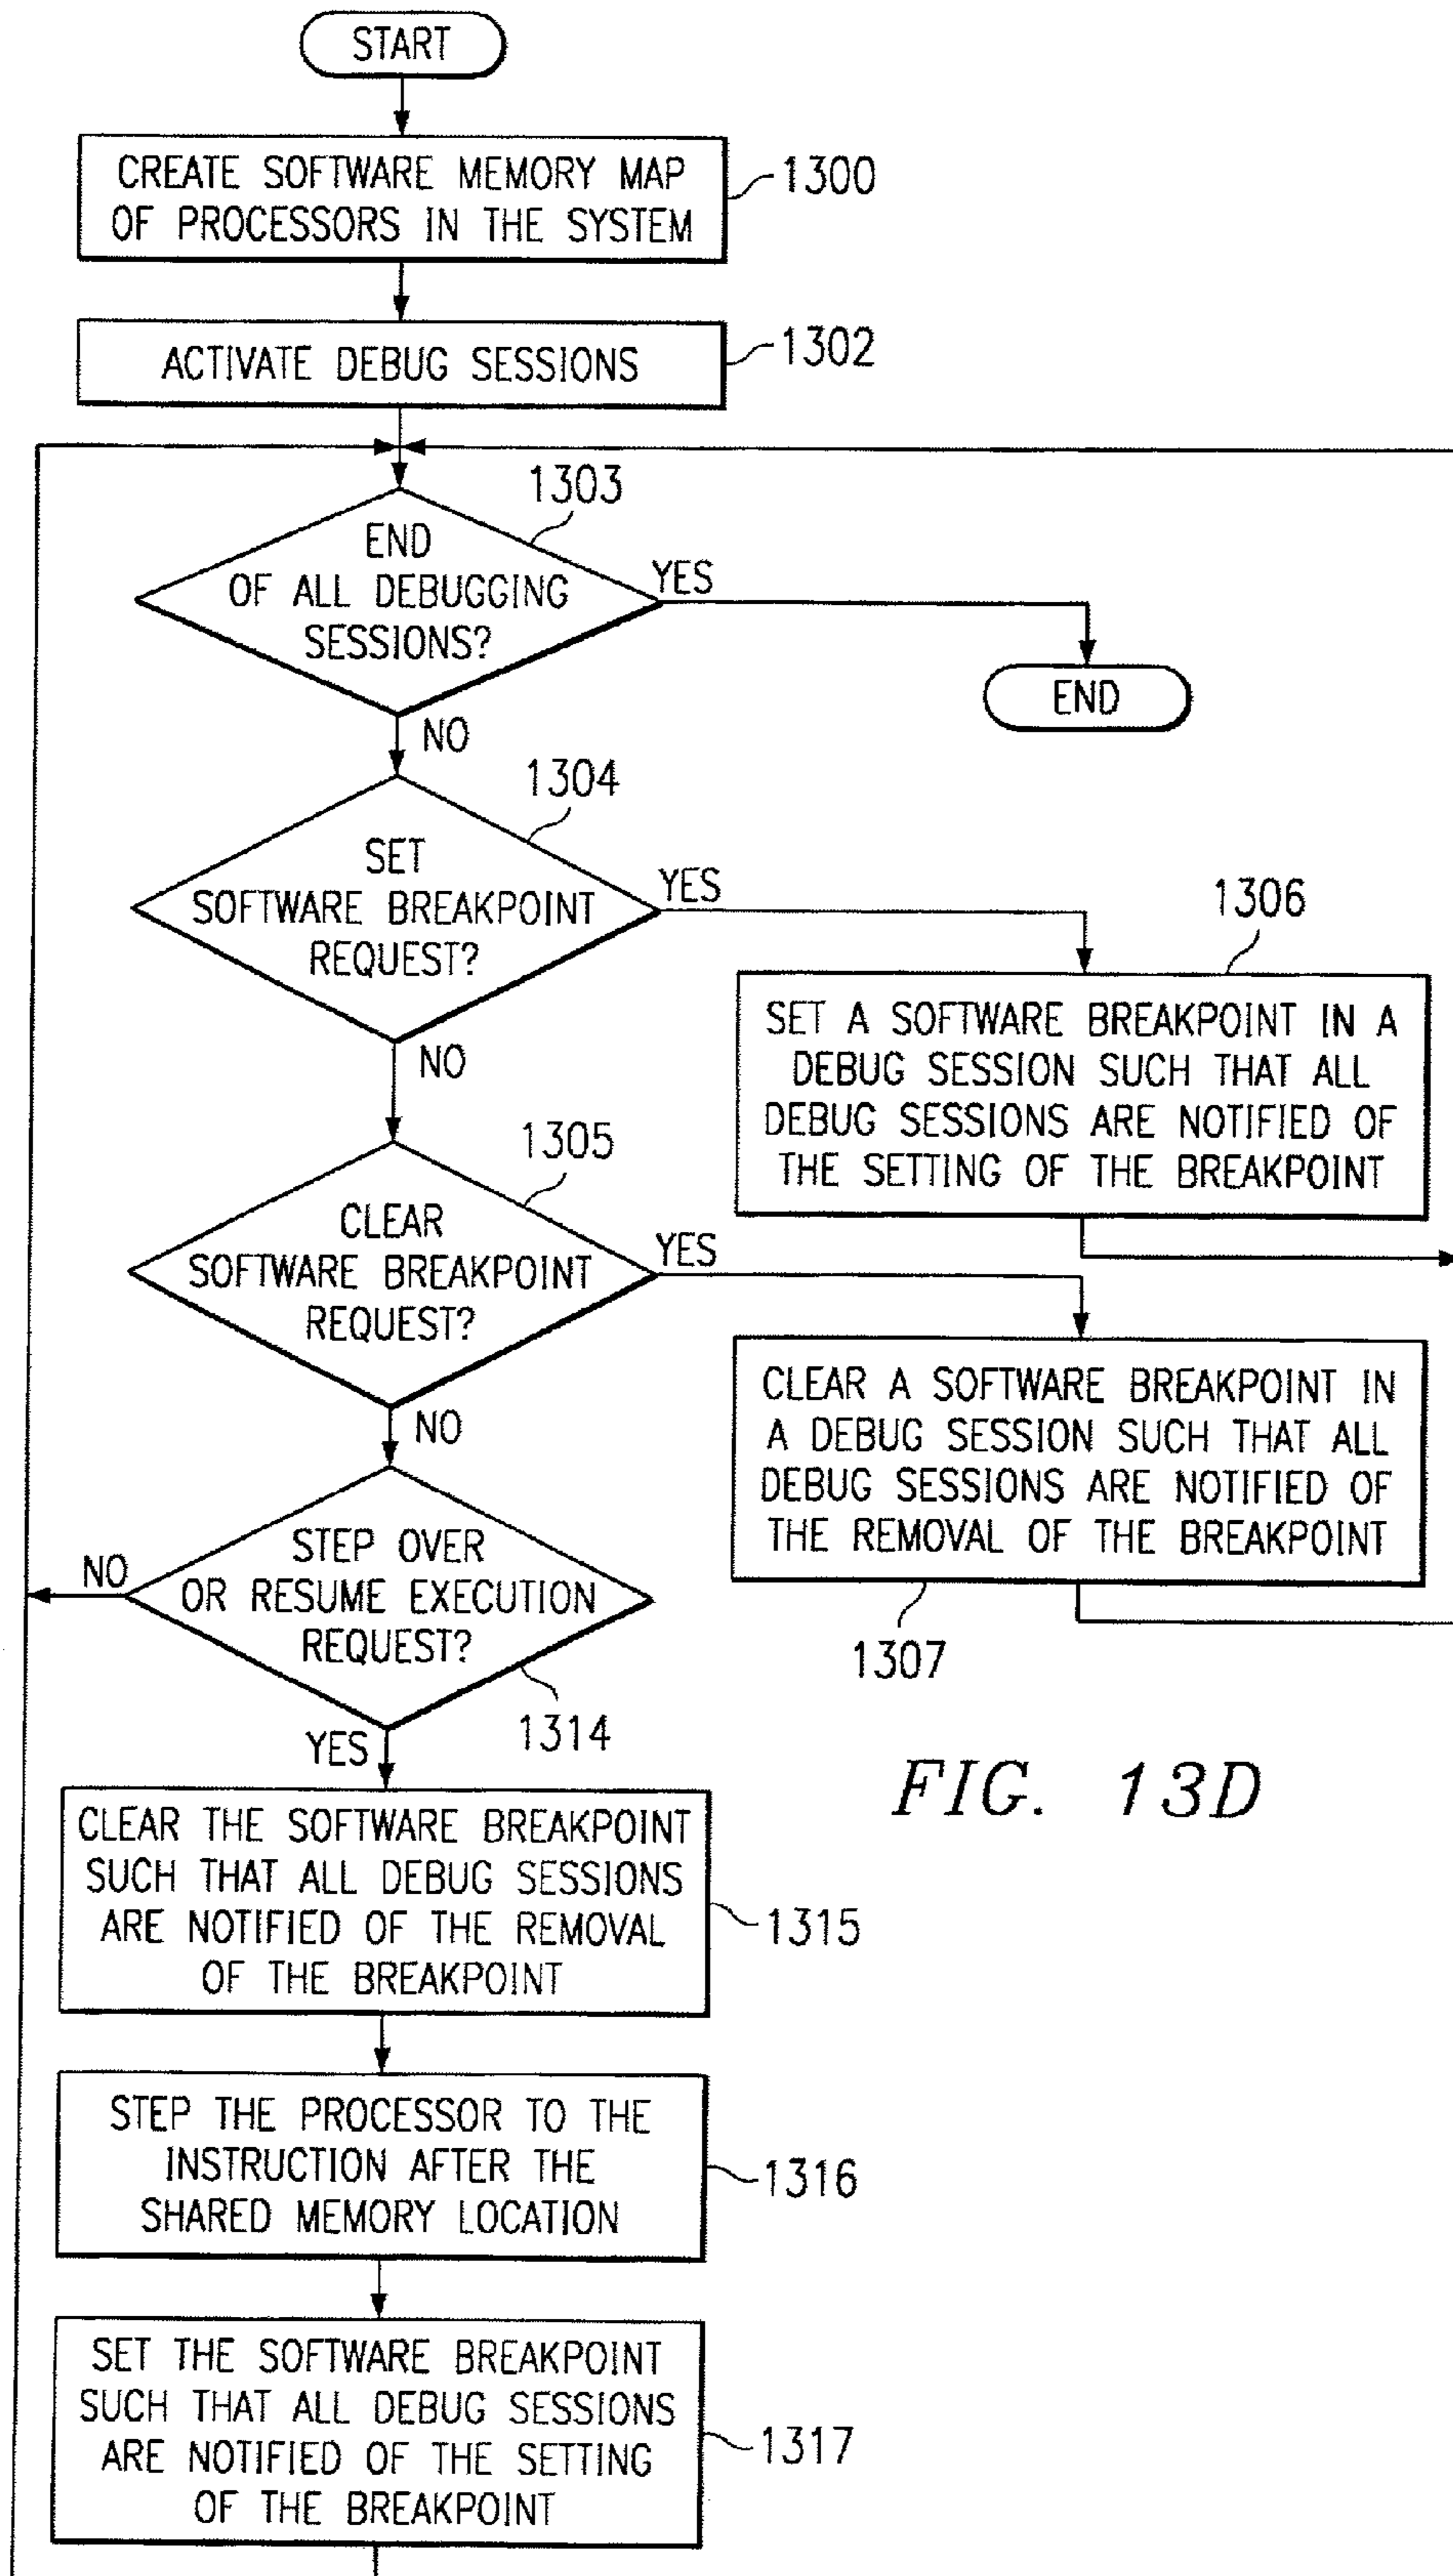 START
CREATE SOFTWARE MEMORY MAP
OF PROCESSORS IN THE SYSTEM
1300
ACTIVATE DEBUG SESSIONS
1302
1303
END
OF ALL DEBUGGING
SESSIONS?
YES
END
NO
1304
SET
SOFTWARE BREAKPOINT
REQUEST?
YES
1306
SET A SOFTWARE BREAKPOINT IN A
DEBUG SESSION SUCH THAT ALL
DEBUG SESSIONS ARE NOTIFIED OF
THE SETTING OF THE BREAKPOINT
NO
1305
CLEAR
SOFTWARE BREAKPOINT
REQUEST?
YES
CLEAR A SOFTWARE BREAKPOINT IN
A DEBUG SESSION SUCH THAT ALL
DEBUG SESSIONS ARE NOTIFIED OF
THE REMOVAL OF THE BREAKPOINT
1307
NO
STEP OVER
OR RESUME EXECUTION
REQUEST?
NO
1314
YES
FIG. 13D
CLEAR THE SOFTWARE BREAKPOINT
SUCH THAT ALL DEBUG SESSIONS
ARE NOTIFIED OF THE REMOVAL
OF THE BREAKPOINT
1315
STEP THE PROCESSOR TO THE
INSTRUCTION AFTER THE
SHARED MEMORY LOCATION
1316
SET THE SOFTWARE BREAKPOINT
SUCH THAT ALL DEBUG SESSIONS
ARE NOTIFIED OF THE SETTING
OF THE BREAKPOINT
1317